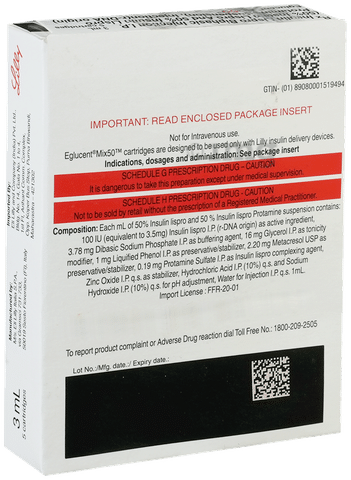 GTIN- (01) 89080001519494
IMPORTANT: READ ENCLOSED PACKAGE INSERT
Not for Intravenous use.
Eglucent®Mix50™ cartridges are designed to be used only with Lilly insulin delivery devices.
Indications, dosages and administration: See package insert
SCHEDULE G PRESCRIPTION DRUG - CAUTION
It is dangerous to take this preparation except under medical supervision.
SCHEDULE H PRESCRIPTION DRUG - CAUTION
Not to be sold by retail without the prescription of a Registered Medical Practitioner.
Composition: Each mL of 50% Insulin lispro and 50 % Insulin lispro Protamine suspension contains:
100 IU (equivalent to 3.5mg) Insulin lispro I.P. (r-DNA origin) as active ingredient,
3.78 mg Dibasic Sodium Phosphate I.P. as buffering agent, 16 mg Glycerol I.P. as tonicity
modifier, 1 mg Liquified Phenol I.P. as preservative/stabilizer, 2.20 mg Metacresol USP as
preservative/stabilizer, 0.19 mg Protamine Sulfate I.P. as Insulin lispro complexing agent,
Zinc Oxide I.P. q.s. as stabilizer, Hydrochloric Acid I.P. (10%) q.s. and Sodium
Hydroxide I.P. (10%) q.s. for pH adjustment, Water for Injection I.P. q.s. 1mL.
Import License : FFR-20-01
To report product complaint or Adverse Drug reaction dial Toll Free No.: 1800-209-2505
Lot No./Mfg. date.:/ Expiry date.:
Lilly
3 mL
5 cartridges